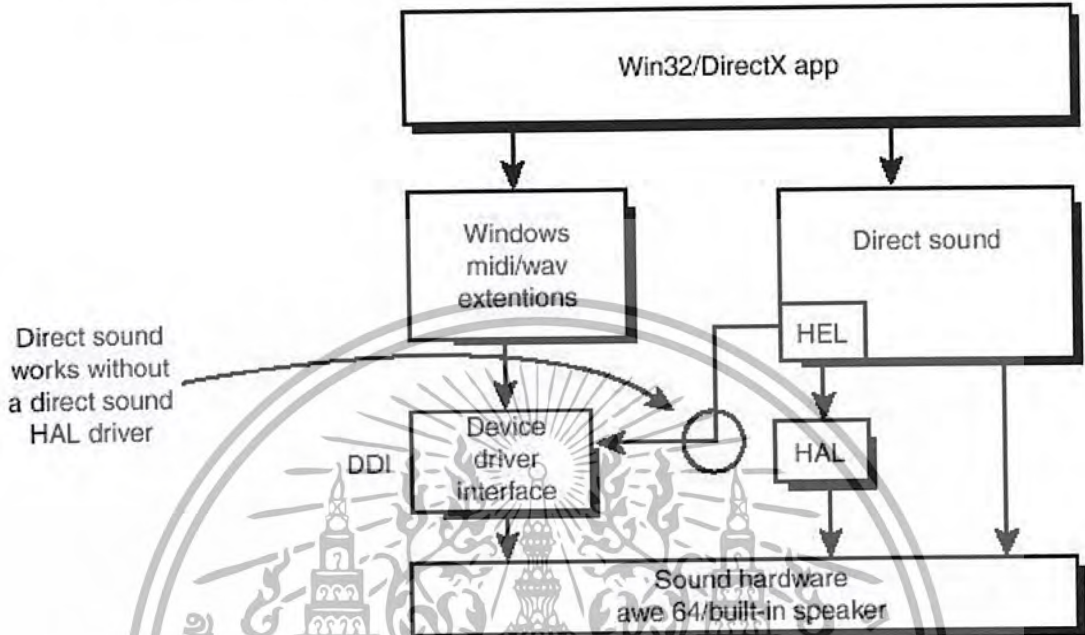 Win32/DirectX app
Windows
midi/wav
extentions
Direct sound
HEL
Direct sound
works without
a direct sound
HAL driver
DDI
Device
driver
interface
HAL
Sound hardware
awe 64/built-in speaker